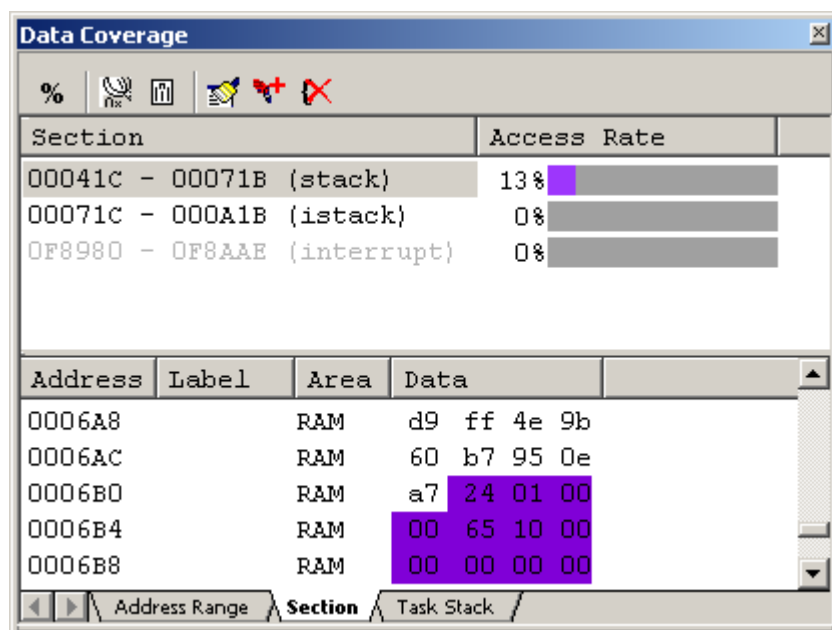 Data Coverage
%
Section Access Rate
00041C - 00071B (stack) 13%
00071C - 000A1B (istack) 0%
0F8980 - 0F8AAE (interrupt) 0%
Address Label Area Data
0006A8 RAM d9 ff 4e 9b
0006AC RAM 60 b7 95 0e
0006B0 RAM a7 24 01 00
0006B4 RAM 00 65 10 00
0006B8 RAM 00 00 00 00
Address Range Section Task Stack